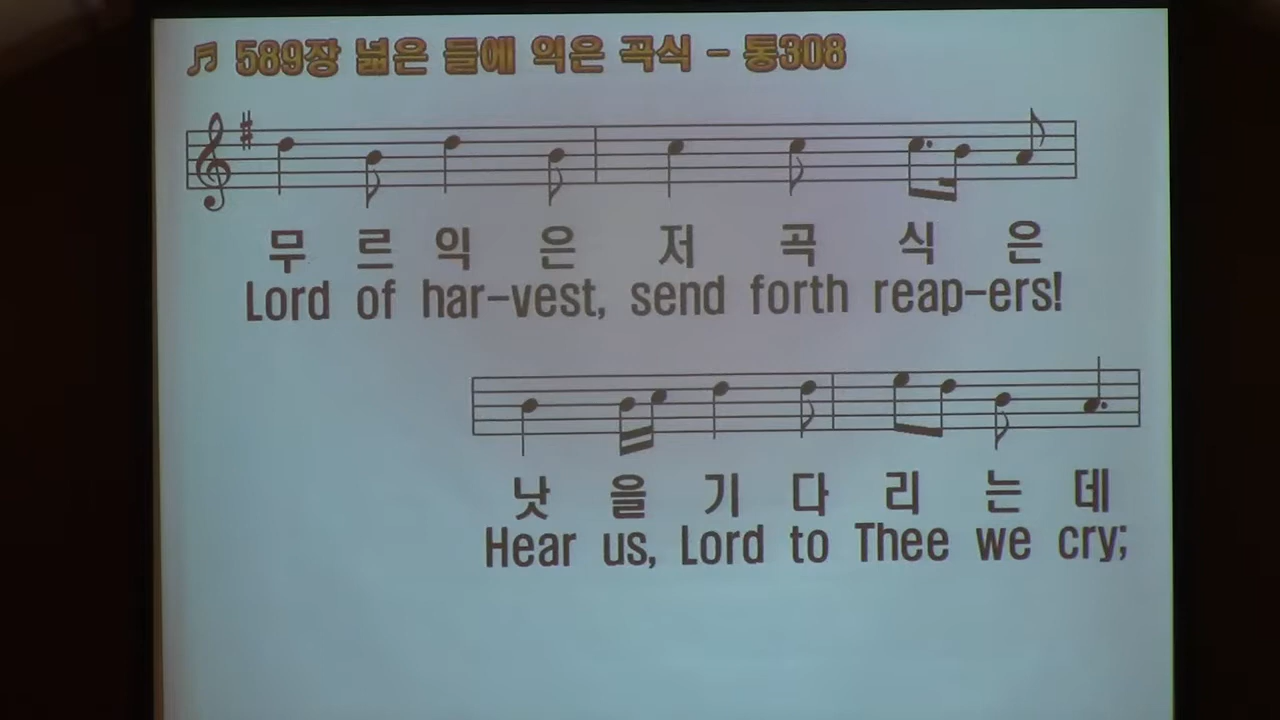 ♬ 589장 넓은 들에 익은 곡식 - 통308
무 르 익 은 저 곡 식 은
Lord of har-vest, send forth reap-ers!
낫 을 기 다 리 는 데
Hear us, Lord to Thee we cry;